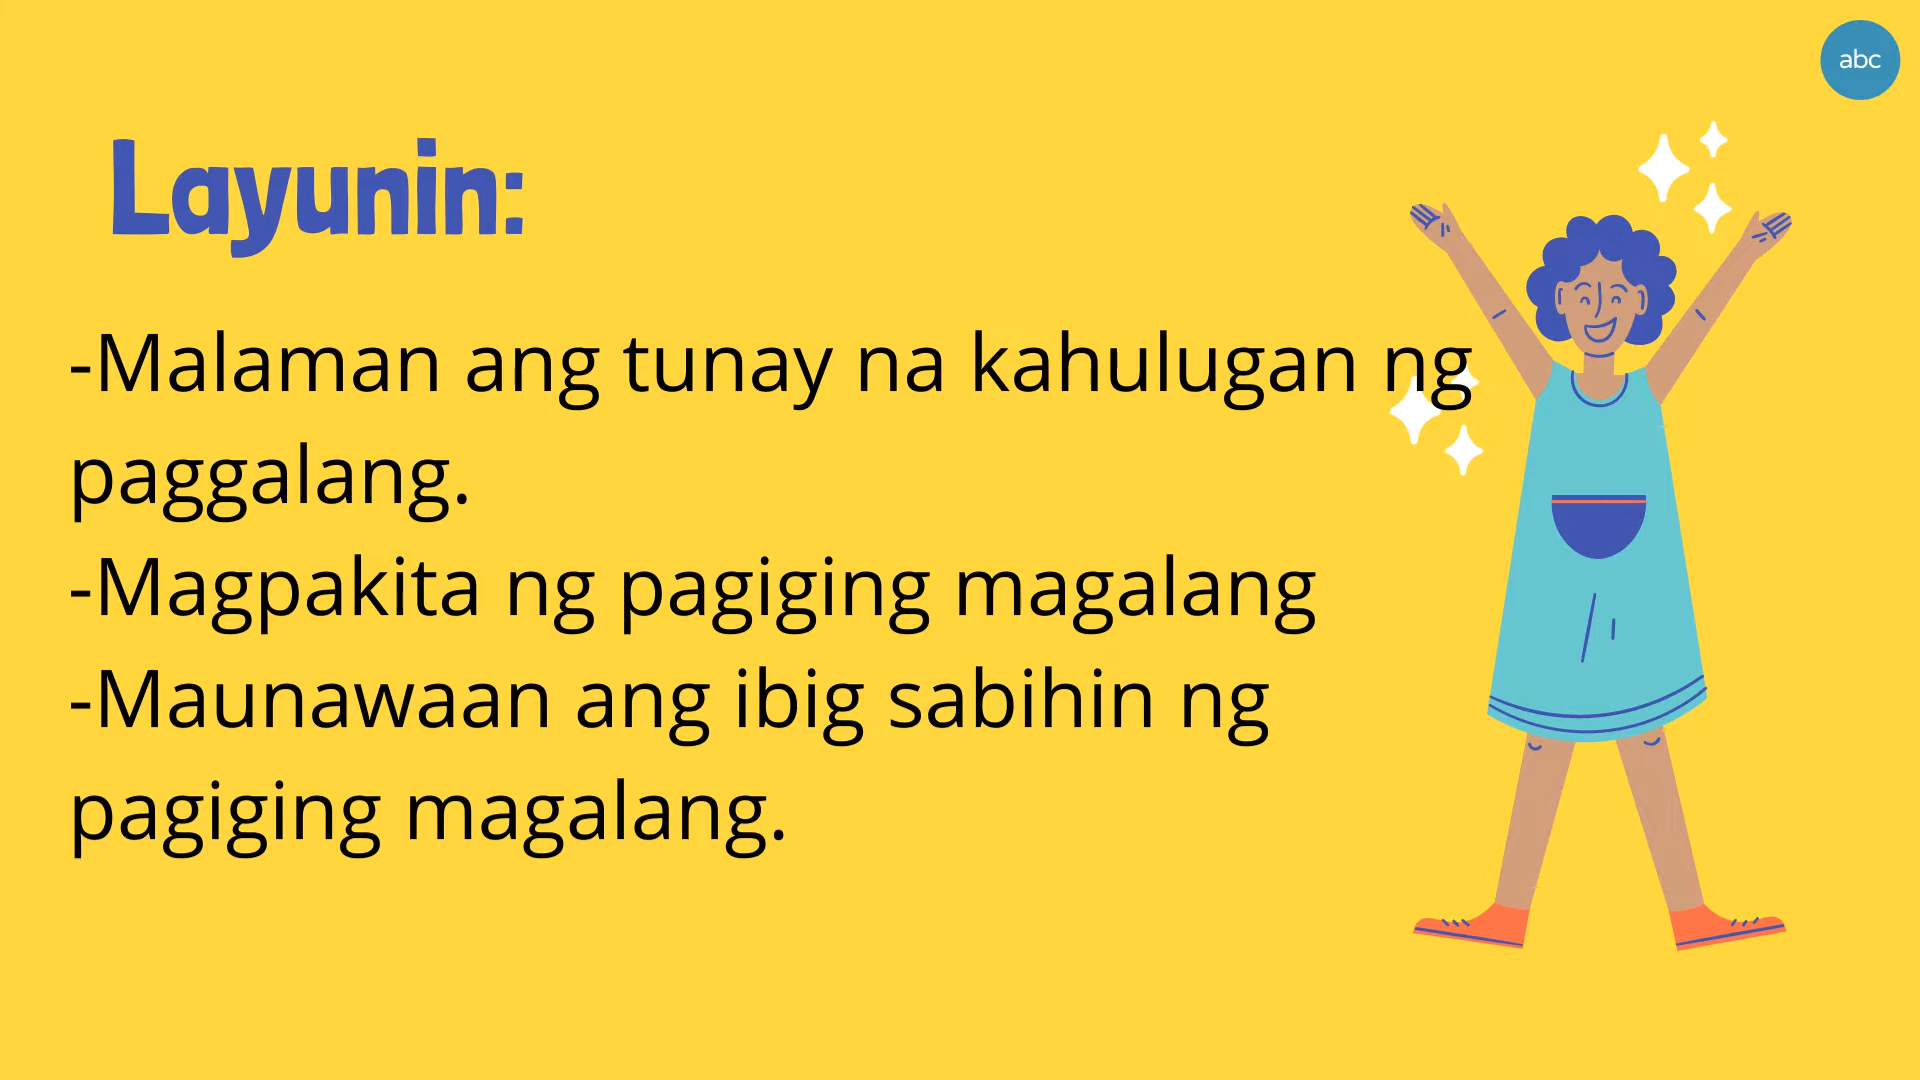 abc
Layunin:
-Malaman ang tunay na kahulugan ng
paggalang.
-Magpakita ng pagiging magalang
-Maunawaan ang ibig sabihin ng
pagiging magalang.